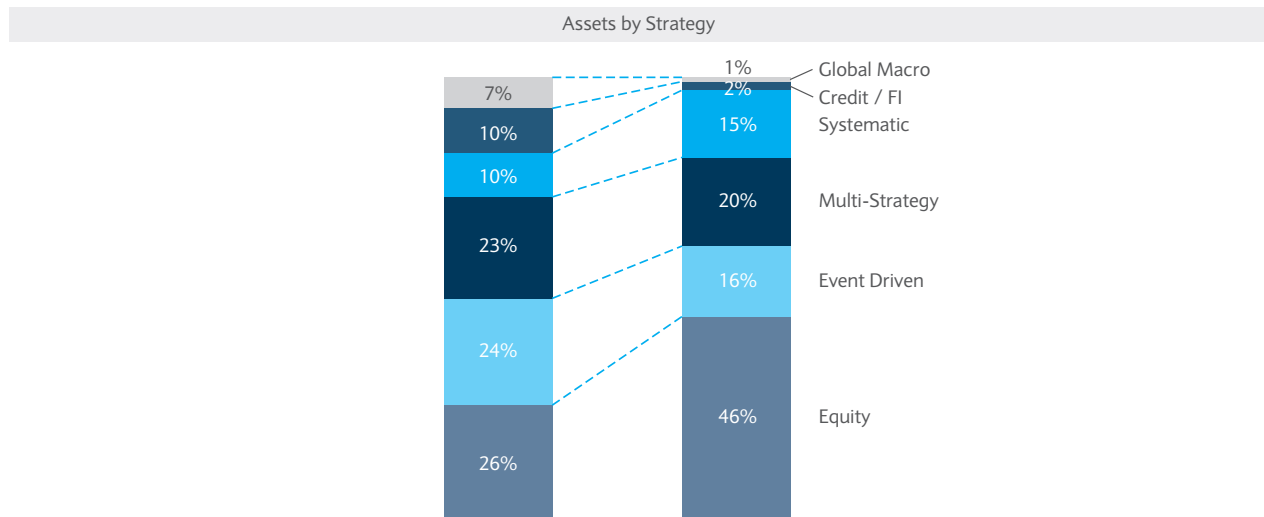 Assets by Strategy
1%
Global Macro
7%
2%
Credit / FI
10%
15%
Systematic
10%
20%
Multi-Strategy
23%
16%
Event Driven
24%
46%
Equity
26%